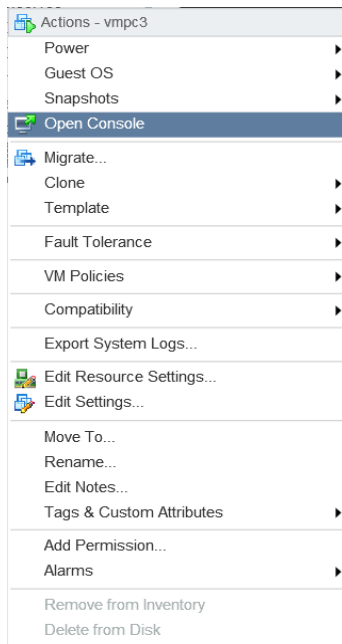 Actions - vmpc3
Power
Guest OS
Snapshots
Open Console
Migrate...
Clone
Template
Fault Tolerance
VM Policies
Compatibility
Export System Logs...
Edit Resource Settings...
Edit Settings...
Move To...
Rename...
Edit Notes...
Tags & Custom Attributes
Add Permission...
Alarms
Remove from Inventory
Delete from Disk